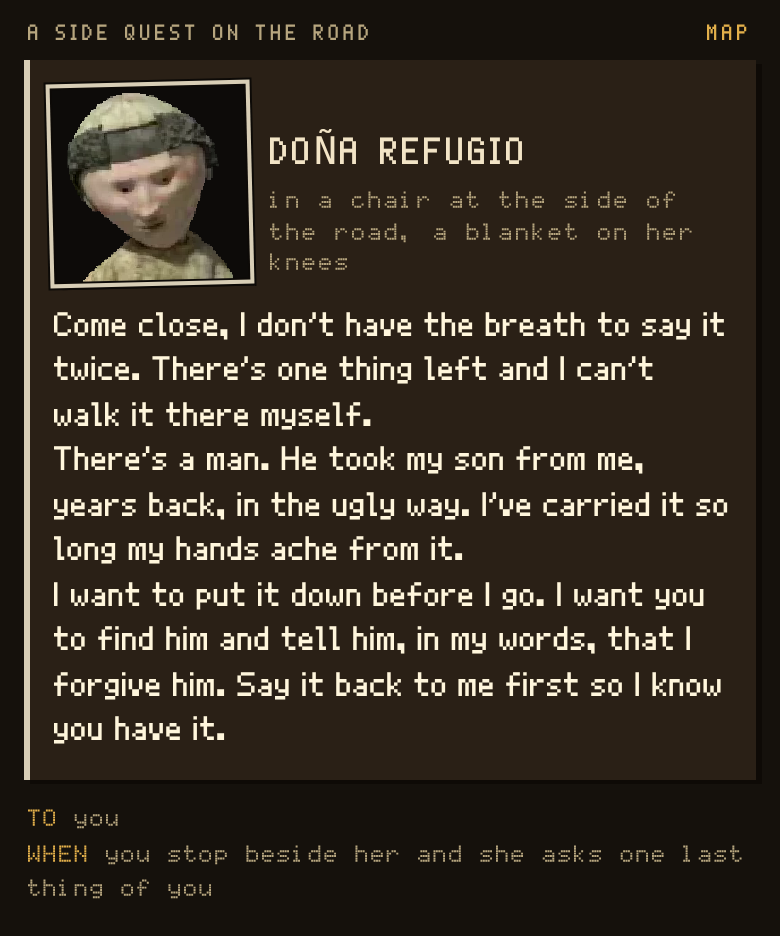 A SIDE QUEST ON THE ROAD
MAP
DOÑA REFUGIO
in a chair at the side of
the road, a blanket on her
knees
Come close, I don't have the breath to say it
twice. There's one thing left and I can't
walk it there myself.
There's a man. He took my son from me,
years back, in the ugly way. I've carried it so
long my hands ache from it.
I want to put it down before I go. I want you
to find him and tell him, in my words, that I
forgive him. Say it back to me first so I know
you have it.
TO you
WHEN you stop beside her and she asks one last
thing of you